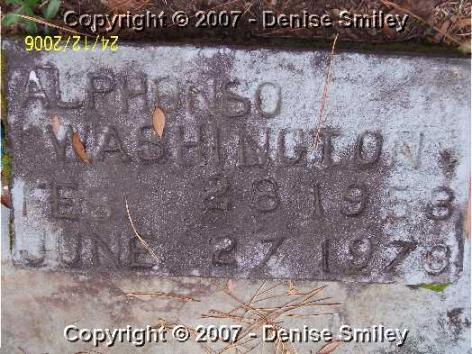 Copyright © 2007 - Denise Smiley
24/12/2006
ALPHONSO
WASHINGTON
FEB 28
JUNE 27
Copyright © 2007 - Denise Smiley